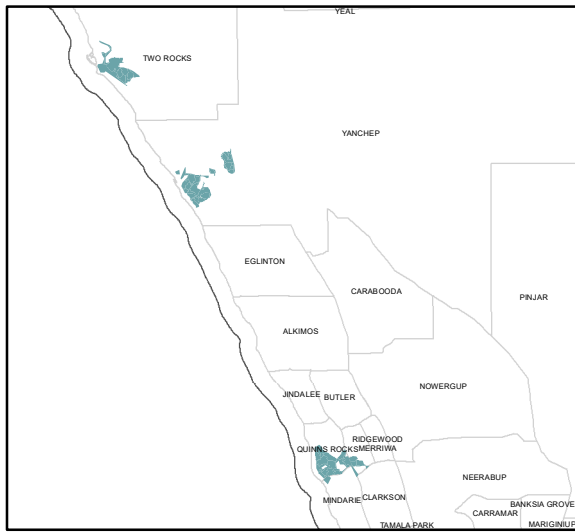 YEAL
TWO ROCKS
YANCHEP
EGLINTON
CARABOODA
PINJAR
ALKIMOS
NOWERGUP
JINDALEE
BUTLER
RIDGEWOOD
QUINNS ROCKS
MERRIWA
NEERABUP
MINDARIE
CLARKSON
BANKSIA GROVE
CARRAMAR
TAMALA PARK
MARIGINIUP